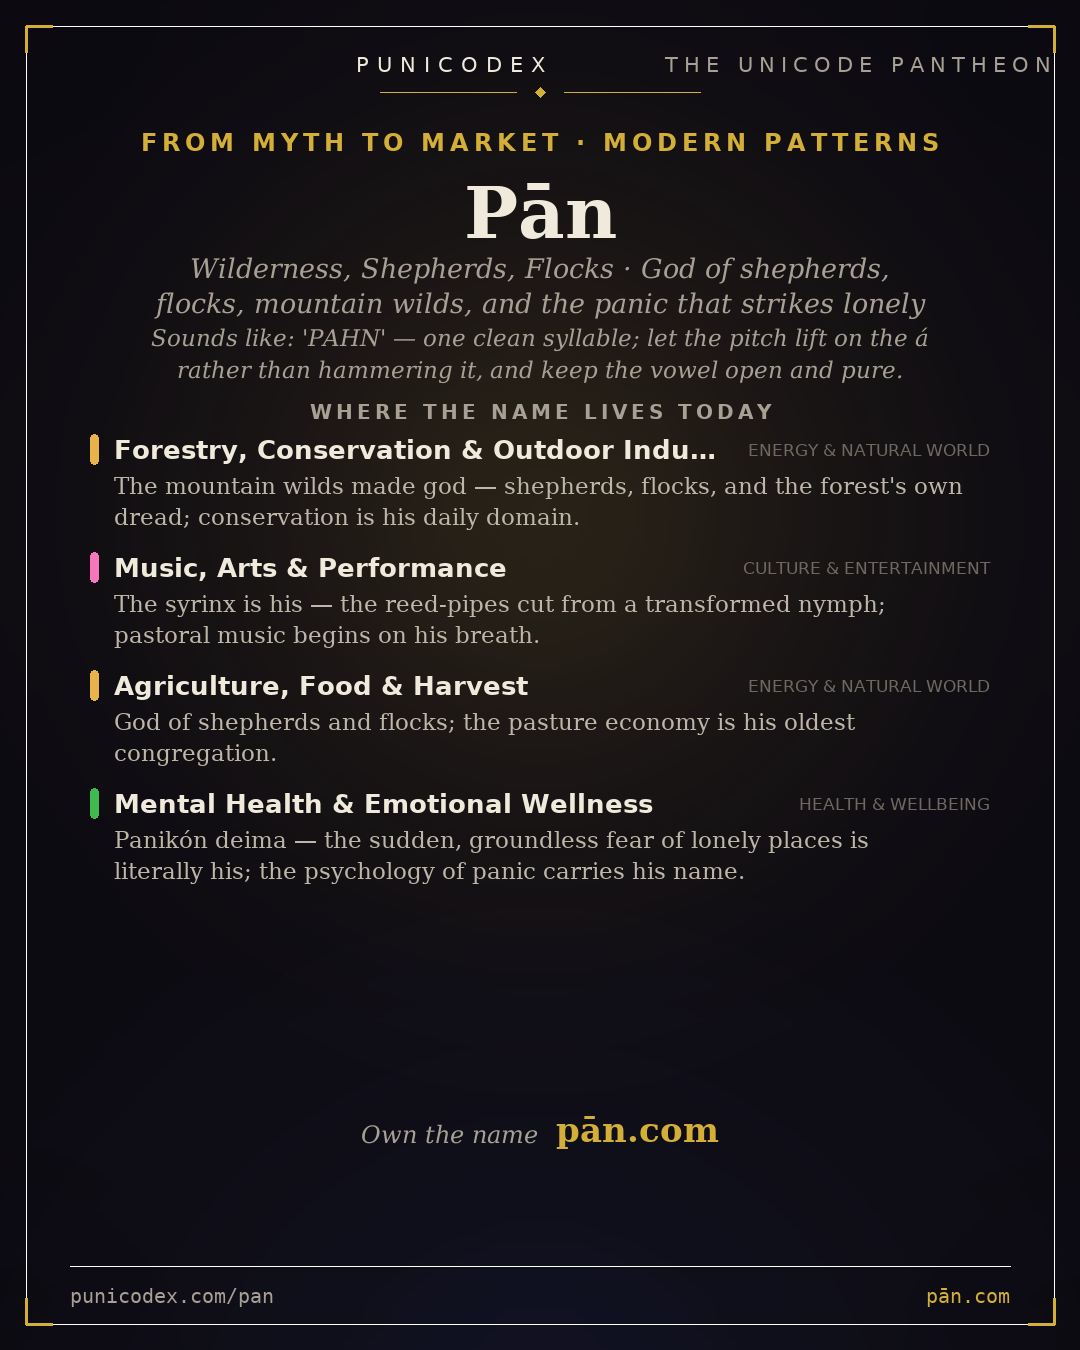 PUNICODEX THE UNICODE PANTHEON
FROM MYTH TO MARKET · MODERN PATTERNS
Pān
Wilderness, Shepherds, Flocks · God of shepherds,
flocks, mountain wilds, and the panic that strikes lonely
Sounds like: 'PAHN' — one clean syllable; let the pitch lift on the á
rather than hammering it, and keep the vowel open and pure.
WHERE THE NAME LIVES TODAY
Forestry, Conservation & Outdoor Indu… ENERGY & NATURAL WORLD
The mountain wilds made god — shepherds, flocks, and the forest's own
dread; conservation is his daily domain.
Music, Arts & Performance CULTURE & ENTERTAINMENT
The syrinx is his — the reed-pipes cut from a transformed nymph;
pastoral music begins on his breath.
Agriculture, Food & Harvest ENERGY & NATURAL WORLD
God of shepherds and flocks; the pasture economy is his oldest
congregation.
Mental Health & Emotional Wellness HEALTH & WELLBEING
Panikón deima — the sudden, groundless fear of lonely places is
literally his; the psychology of panic carries his name.
Own the name pān.com
punicodex.com/pan pān.com